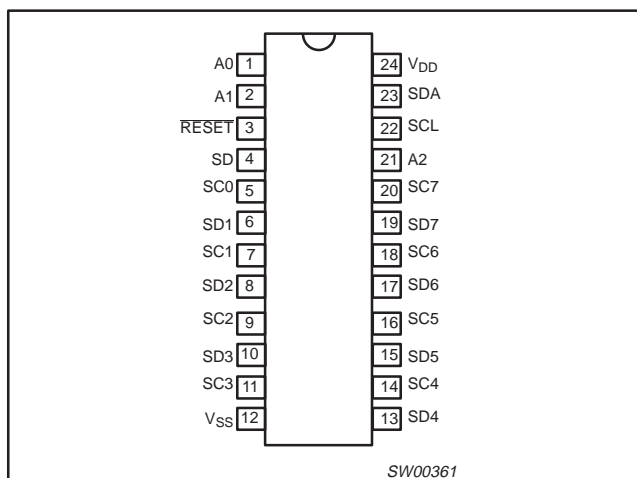 A0 1 24 VDD
A1 2 23 SDA
RESET 3 22 SCL
SD 4 21 A2
SC0 5 20 SC7
SD1 6 19 SD7
SC1 7 18 SC6
SD2 8 17 SD6
SC2 9 16 SC5
SD3 10 15 SD5
SC3 11 14 SC4
VSS 12 13 SD4
SW00361